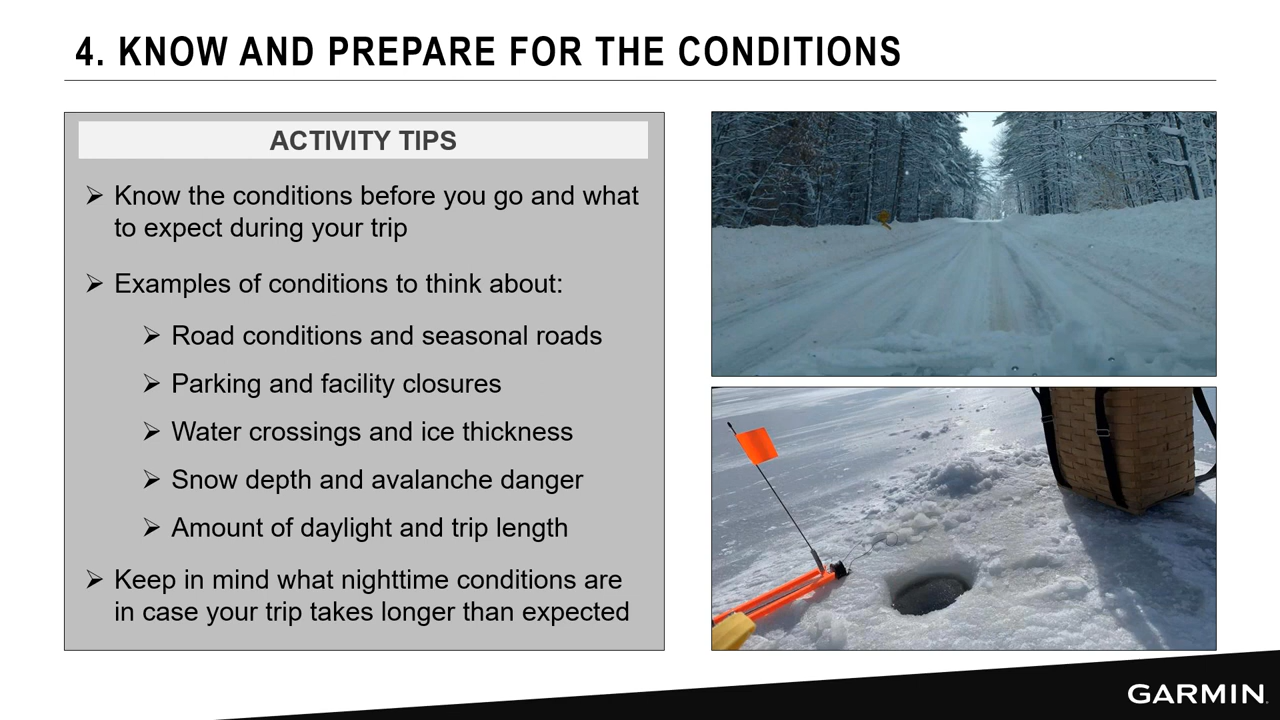 4. KNOW AND PREPARE FOR THE CONDITIONS
ACTIVITY TIPS
➢ Know the conditions before you go and what
to expect during your trip
➢ Examples of conditions to think about:
➢ Road conditions and seasonal roads
➢ Parking and facility closures
➢ Water crossings and ice thickness
➢ Snow depth and avalanche danger
➢ Amount of daylight and trip length
➢ Keep in mind what nighttime conditions are
in case your trip takes longer than expected
GARMIN